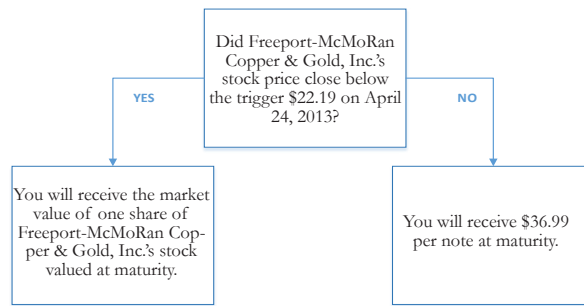 Did Freeport-McMoRan
Copper & Gold, Inc.'s
stock price close below
the trigger $22.19 on April
24, 2013?
YES
NO
You will receive the market
value of one share of
Freeport-McMoRan Cop-
per & Gold, Inc.'s stock
valued at maturity.
You will receive $36.99
per note at maturity.